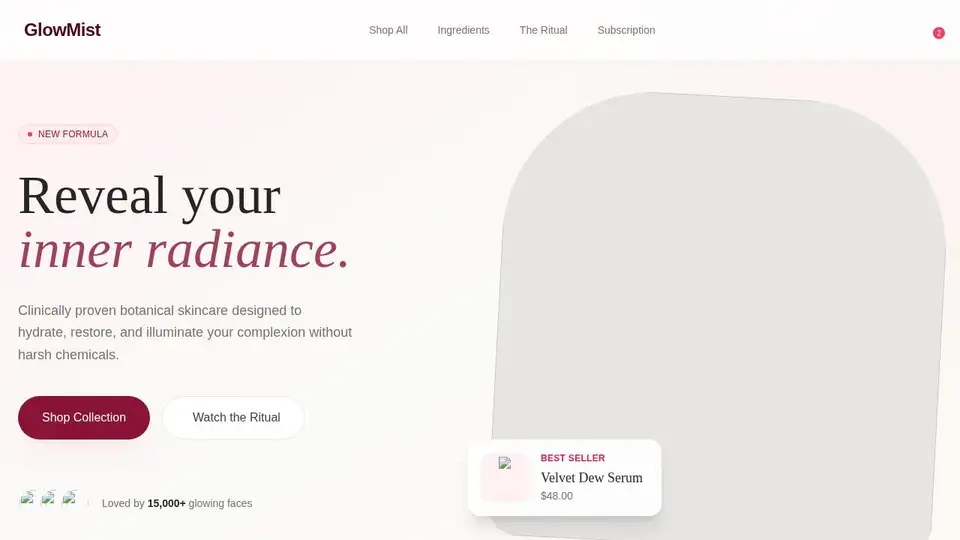 GlowMist
Shop All
Ingredients
The Ritual
Subscription
2
NEW FORMULA
Reveal your
inner radiance.
Clinically proven botanical skincare designed to
hydrate, restore, and illuminate your complexion without
harsh chemicals.
Shop Collection
Watch the Ritual
Loved by 15,000+ glowing faces
BEST SELLER
Velvet Dew Serum
$48.00